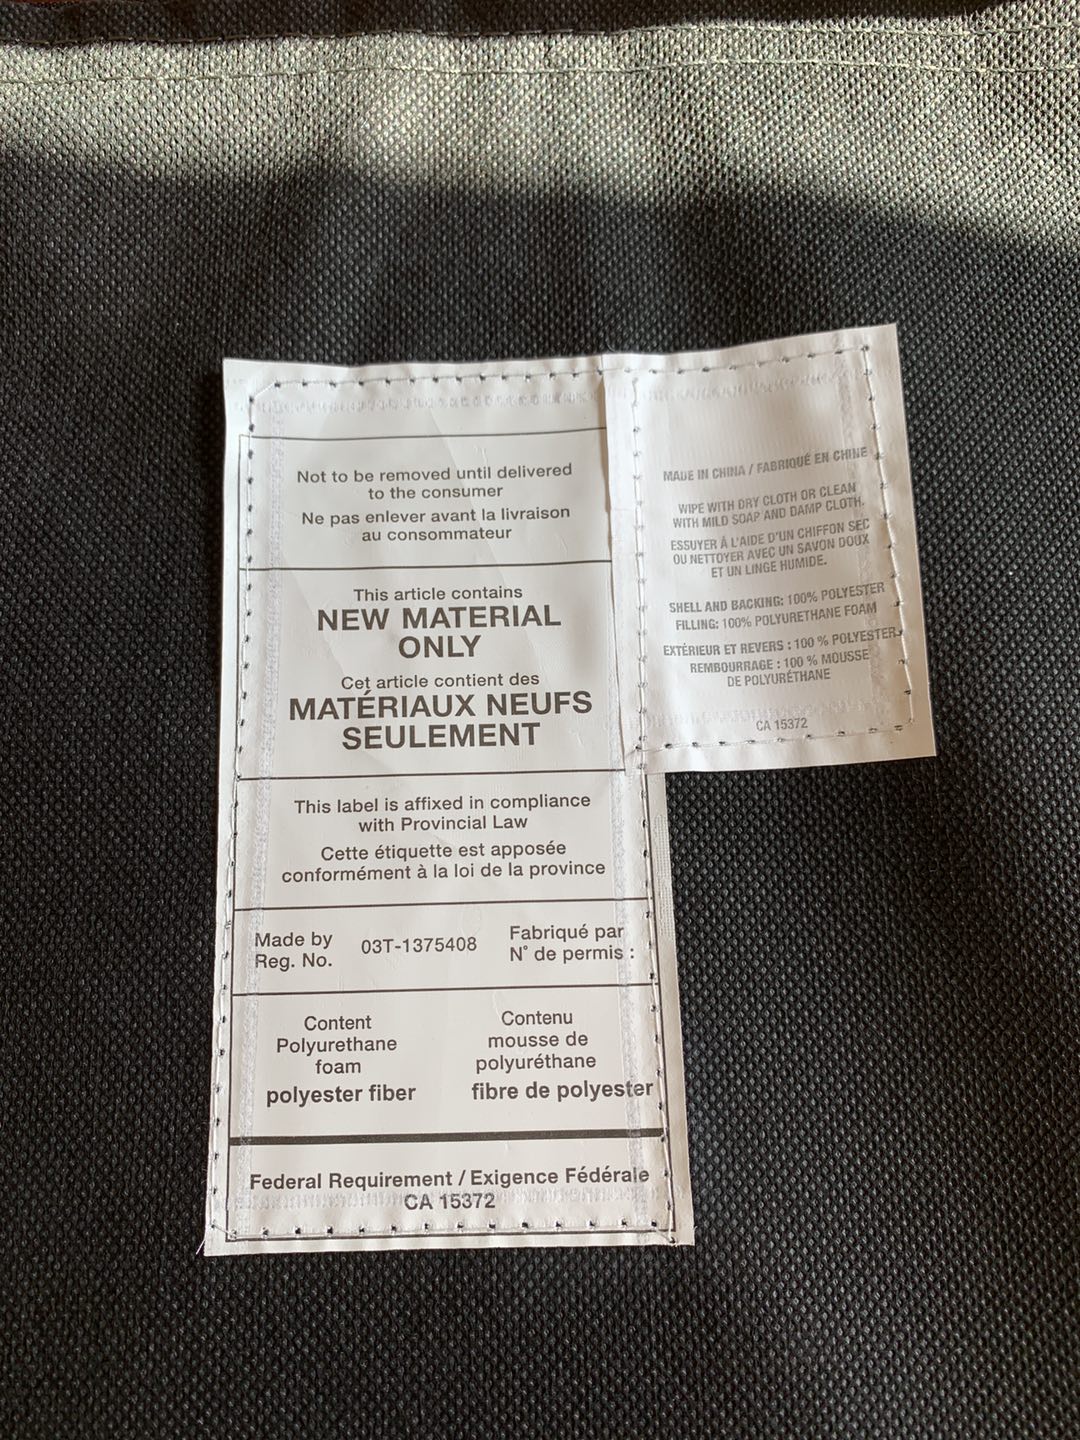 Not to be removed until delivered
to the consumer
Ne pas enlever avant la livraison
au consommateur
This article contains
NEW MATERIAL
ONLY
Cet article contient des
MATÉRIAUX NEUFS
SEULEMENT
This label is affixed in compliance
with Provincial Law
Cette étiquette est apposée
conformément à la loi de la province
Made by
Reg. No.
03T-1375408
Fabriqué par
N° de permis :
Content
Polyurethane
foam
polyester fiber
Contenu
mousse de
polyuréthane
fibre de polyester
Federal Requirement / Exigence Fédérale
CA 15372
MADE IN CHINA / FABRIQUÉ EN CHINE
WIPE WITH DRY CLOTH OR CLEAN
WITH MILD SOAP AND DAMP CLOTH.
ESSUYER À L'AIDE D'UN CHIFFON SEC
OU NETTOYER AVEC UN SAVON DOUX
ET UN LINGE HUMIDE.
SHELL AND BACKING: 100% POLYESTER
FILLING: 100% POLYURETHANE FOAM
EXTÉRIEUR ET REVERS : 100 % POLYESTER
REMBOURRAGE : 100 % MOUSSE
DE POLYURÉTHANE
CA 15372